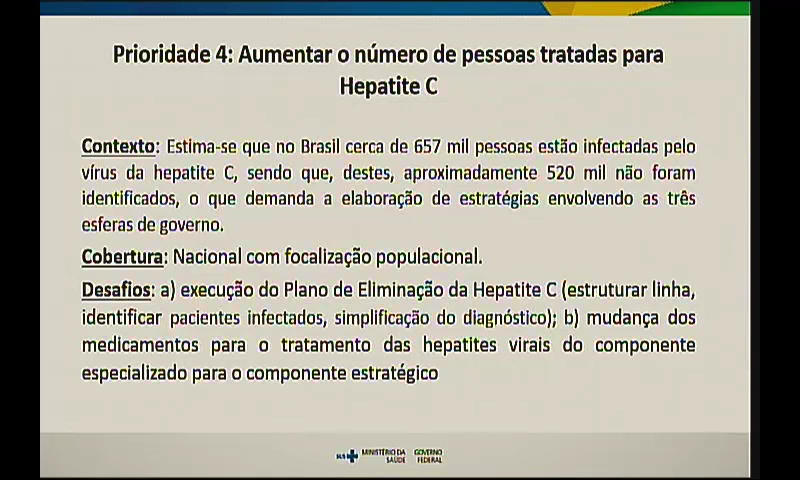 Prioridade 4: Aumentar o número de pessoas tratadas para
Hepatite C
Contexto: Estima-se que no Brasil cerca de 657 mil pessoas estão infectadas pelo
vírus da hepatite C, sendo que, destes, aproximadamente 520 mil não foram
identificados, o que demanda a elaboração de estratégias envolvendo as três
esferas de governo.
Cobertura: Nacional com focalização populacional.
Desafios: a) execução do Plano de Eliminação da Hepatite C (estruturar linha,
identificar pacientes infectados, simplificação do diagnóstico); b) mudança dos
medicamentos para o tratamento das hepatites virais do componente
especializado para o componente estratégico
SUS MINISTÉRIO DA SAÚDE GOVERNO FEDERAL